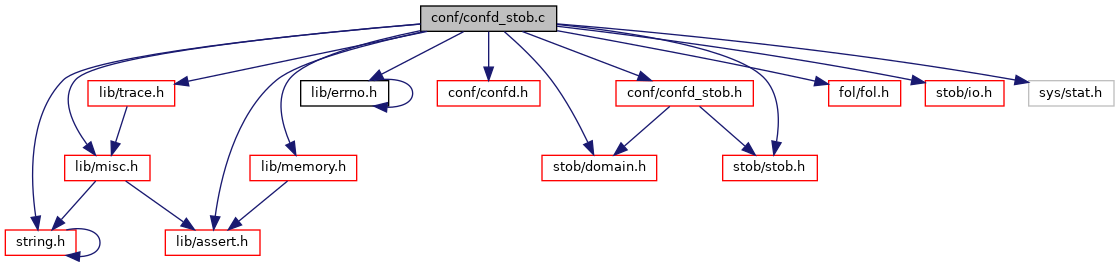 conf/confd_stob.c
lib/trace.h
lib/errno.h
conf/confd.h
conf/confd_stob.h
fol/fol.h
stob/io.h
sys/stat.h
lib/misc.h
lib/memory.h
stob/domain.h
stob/stob.h
string.h
lib/assert.h